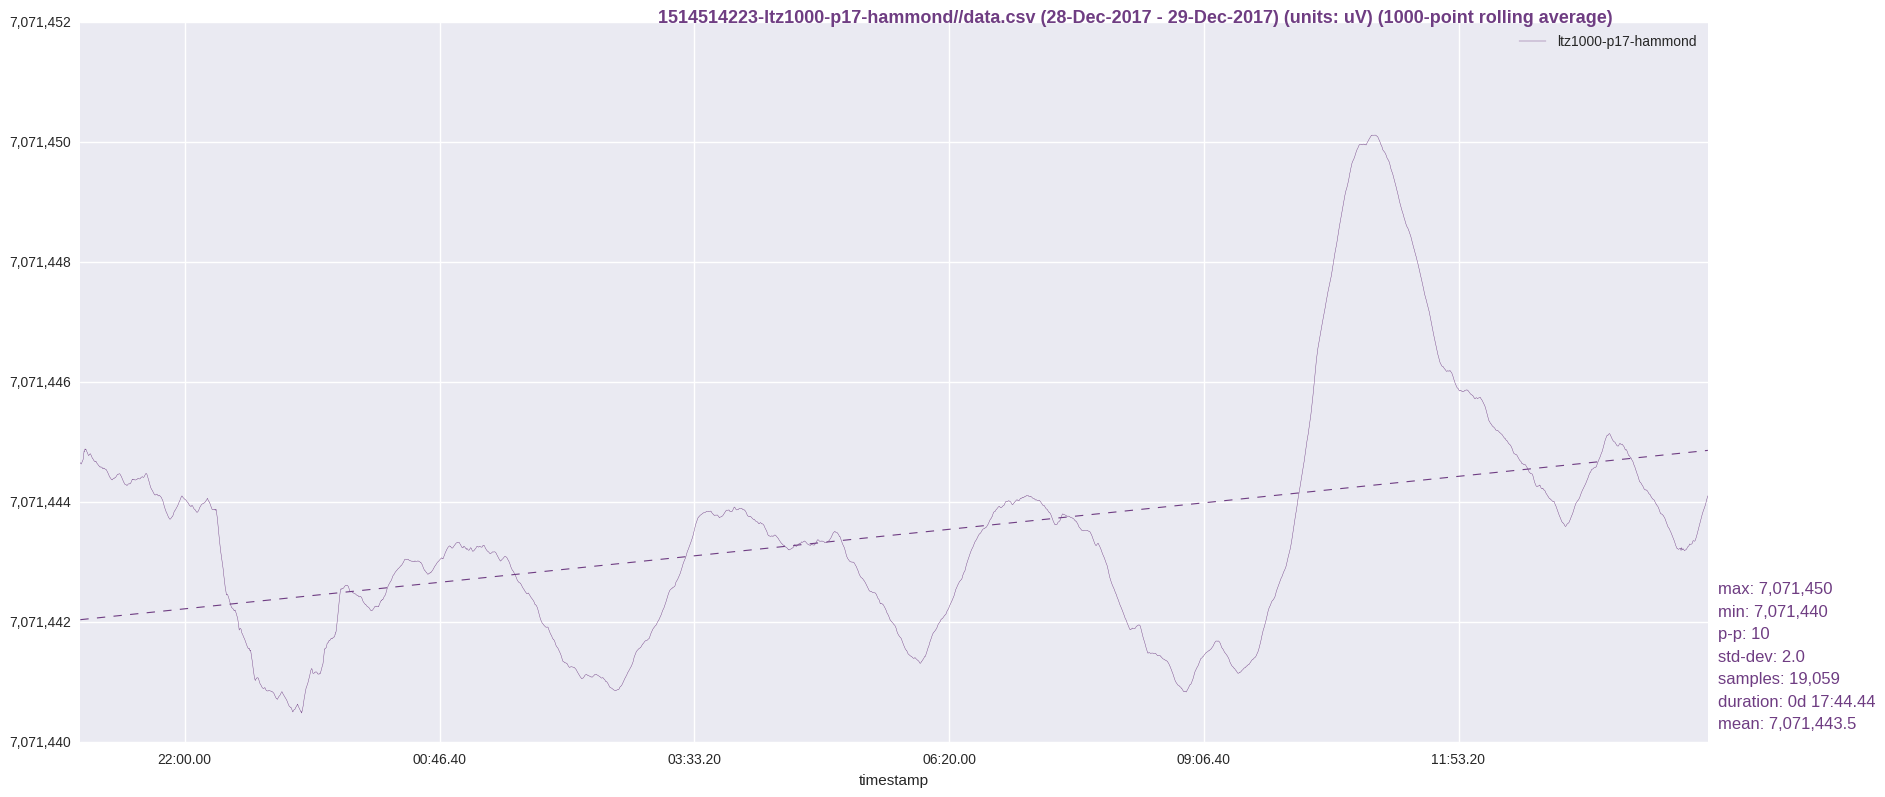 1514514223-ltz1000-p17-hammond//data.csv (28-Dec-2017 - 29-Dec-2017) (units: uV) (1000-point rolling average)
ltz1000-p17-hammond
7,071,452
7,071,450
7,071,448
7,071,446
7,071,444
7,071,442
7,071,440
max: 7,071,450
min: 7,071,440
p-p: 10
std-dev: 2.0
samples: 19,059
duration: 0d 17:44.44
mean: 7,071,443.5
22:00.00 00:46.40 03:33.20 06:20.00 09:06.40 11:53.20
timestamp